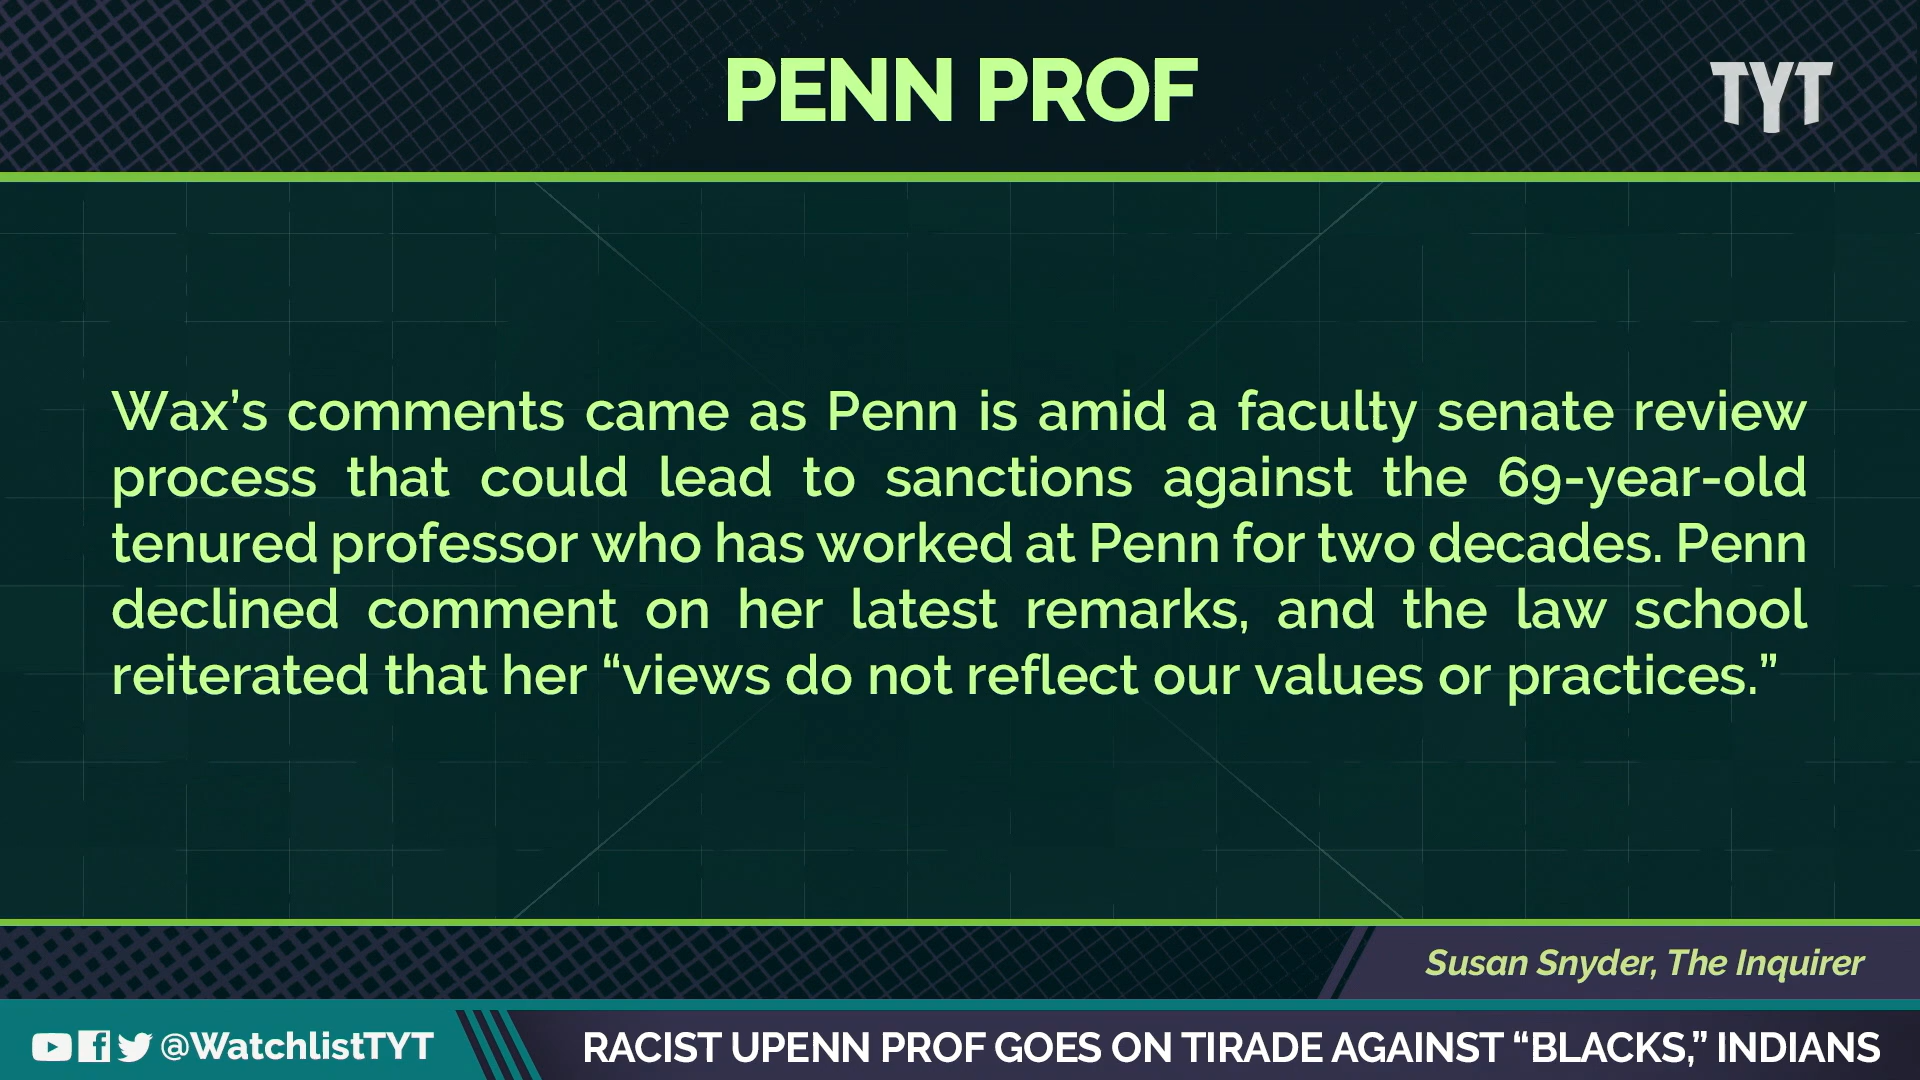 PENN PROF
TYT
Wax’s comments came as Penn is amid a faculty senate review
process that could lead to sanctions against the 69-year-old
tenured professor who has worked at Penn for two decades. Penn
declined comment on her latest remarks, and the law school
reiterated that her “views do not reflect our values or practices.”
Susan Snyder, The Inquirer
@WatchlistTYT
RACIST UPENN PROF GOES ON TIRADE AGAINST “BLACKS,” INDIANS